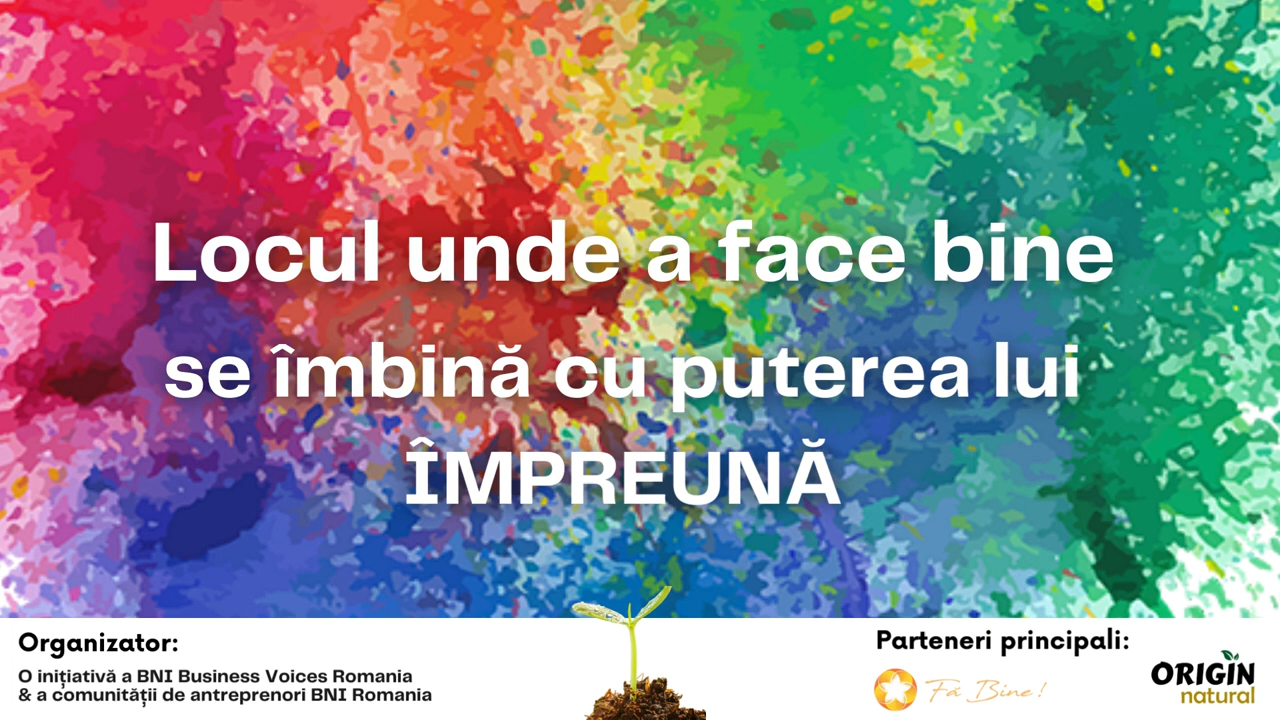 Locul unde a face bine
se îmbină cu puterea lui
ÎMPREUNĂ
Organizator:
O inițiativă a BNI Business Voices Romania
& a comunității de antreprenori BNI Romania
Parteneri principali:
Fă Bine!
ORIGIN
natural